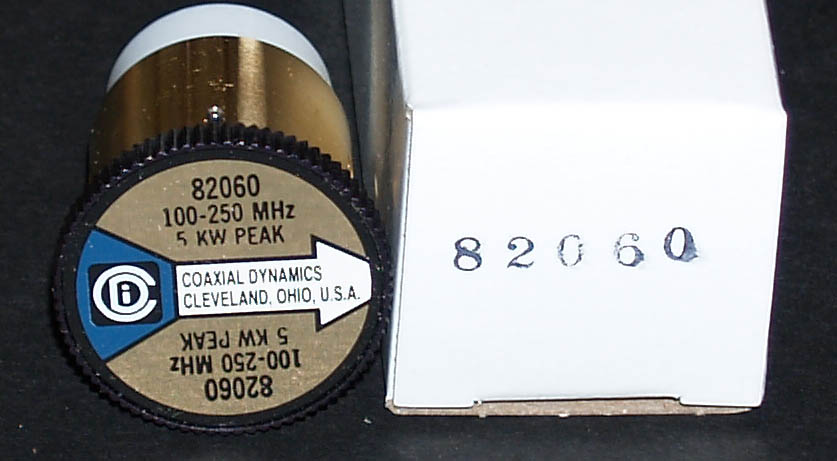 82060
100-250 MHz
5 KW PEAK
CDi
COAXIAL DYNAMICS
CLEVELAND, OHIO, U.S.A.
82060
100-250 MHz
5 KW PEAK
82060